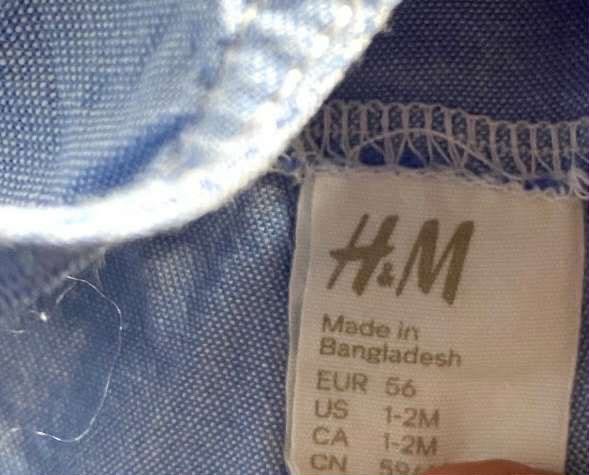 H&M
Made in
Bangladesh
EUR 56
US 1-2M
CA 1-2M
CN